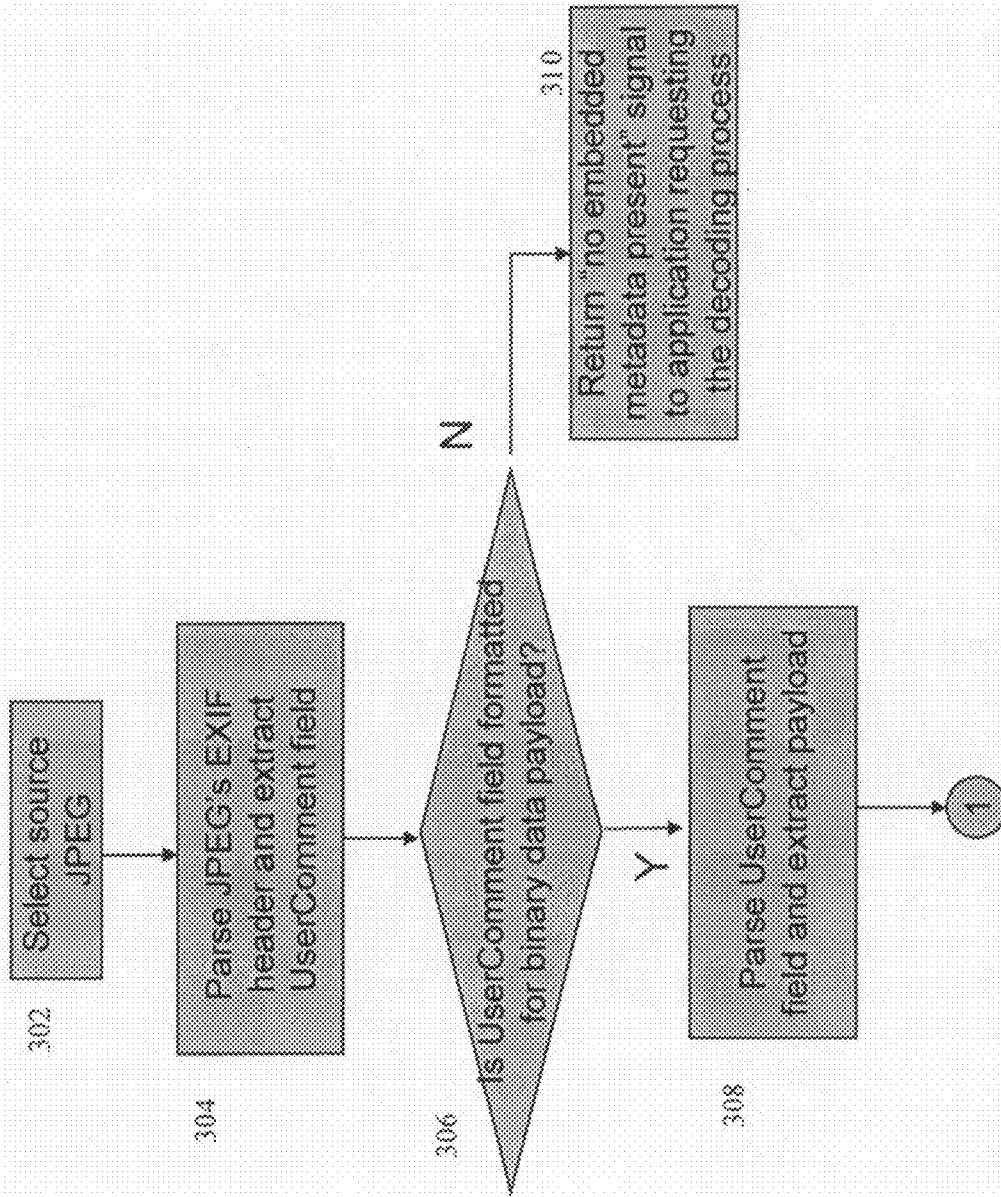 302
Select source
JPEG
304
Parse JPEG's EXIF
header and extract
UserComment field
306
Is UserComment field formatted
for binary data payload?
N
310
Return "no embedded
metadata present" signal
to application requesting
the decoding process
Y
308
Parse UserComment
field and extract payload
1